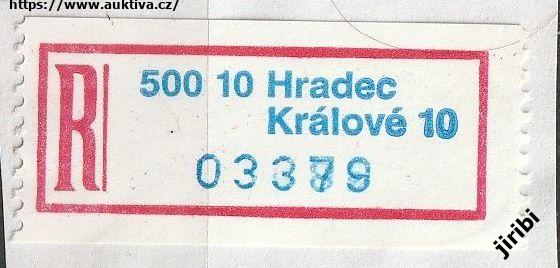 https://www.auktiva.cz/
R
500 10 Hradec
Králové 10
03379
jiribi